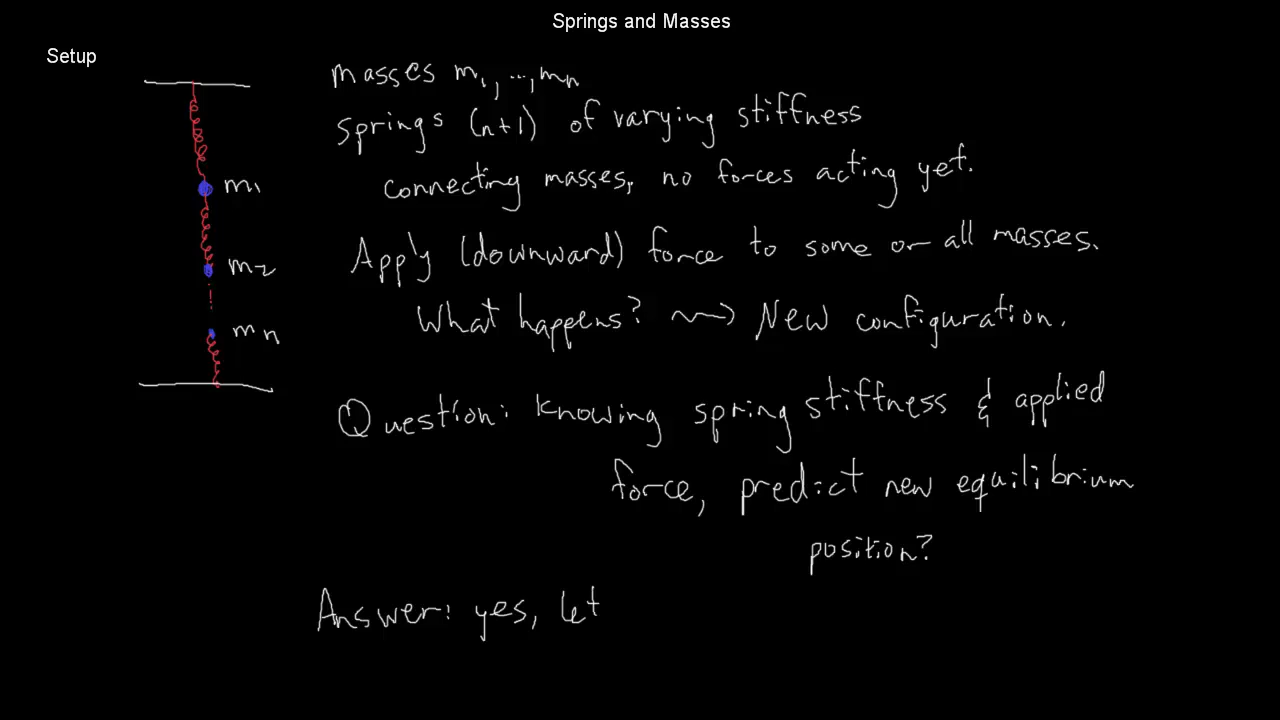 Springs and Masses
Setup
masses m₁, ..., mₙ
springs (n+1) of varying stiffness
connecting masses, no forces acting yet.
m₁
Apply (downward) force to some or all masses.
m₂
What happens? ⟿ New configuration.
mₙ
Question: Knowing spring stiffness & applied
force, predict new equilibrium
position?
Answer: yes, let